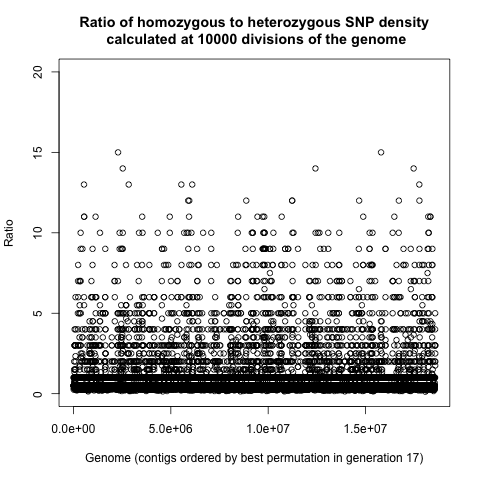 Ratio of homozygous to heterozygous SNP density
calculated at 10000 divisions of the genome
20
15
10
5
0
Ratio
0.0e+00 5.0e+06 1.0e+07 1.5e+07
Genome (contigs ordered by best permutation in generation 17)